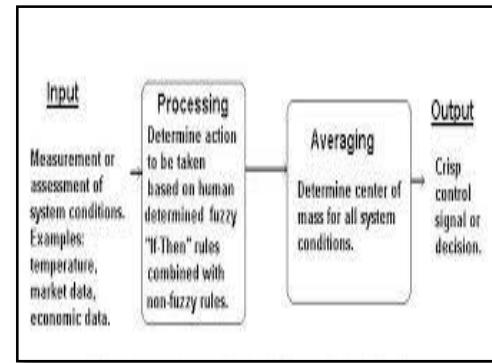 Input
Measurement or
assessment of
system conditions.
Examples:
temperature,
market data,
economic data.
Processing
Determine action
to be taken
based on human
determined fuzzy
"If-Then" rules
combined with
non-fuzzy rules.
Averaging
Determine center of
mass for all system
conditions.
Output
Crisp
control
signal or
decision.